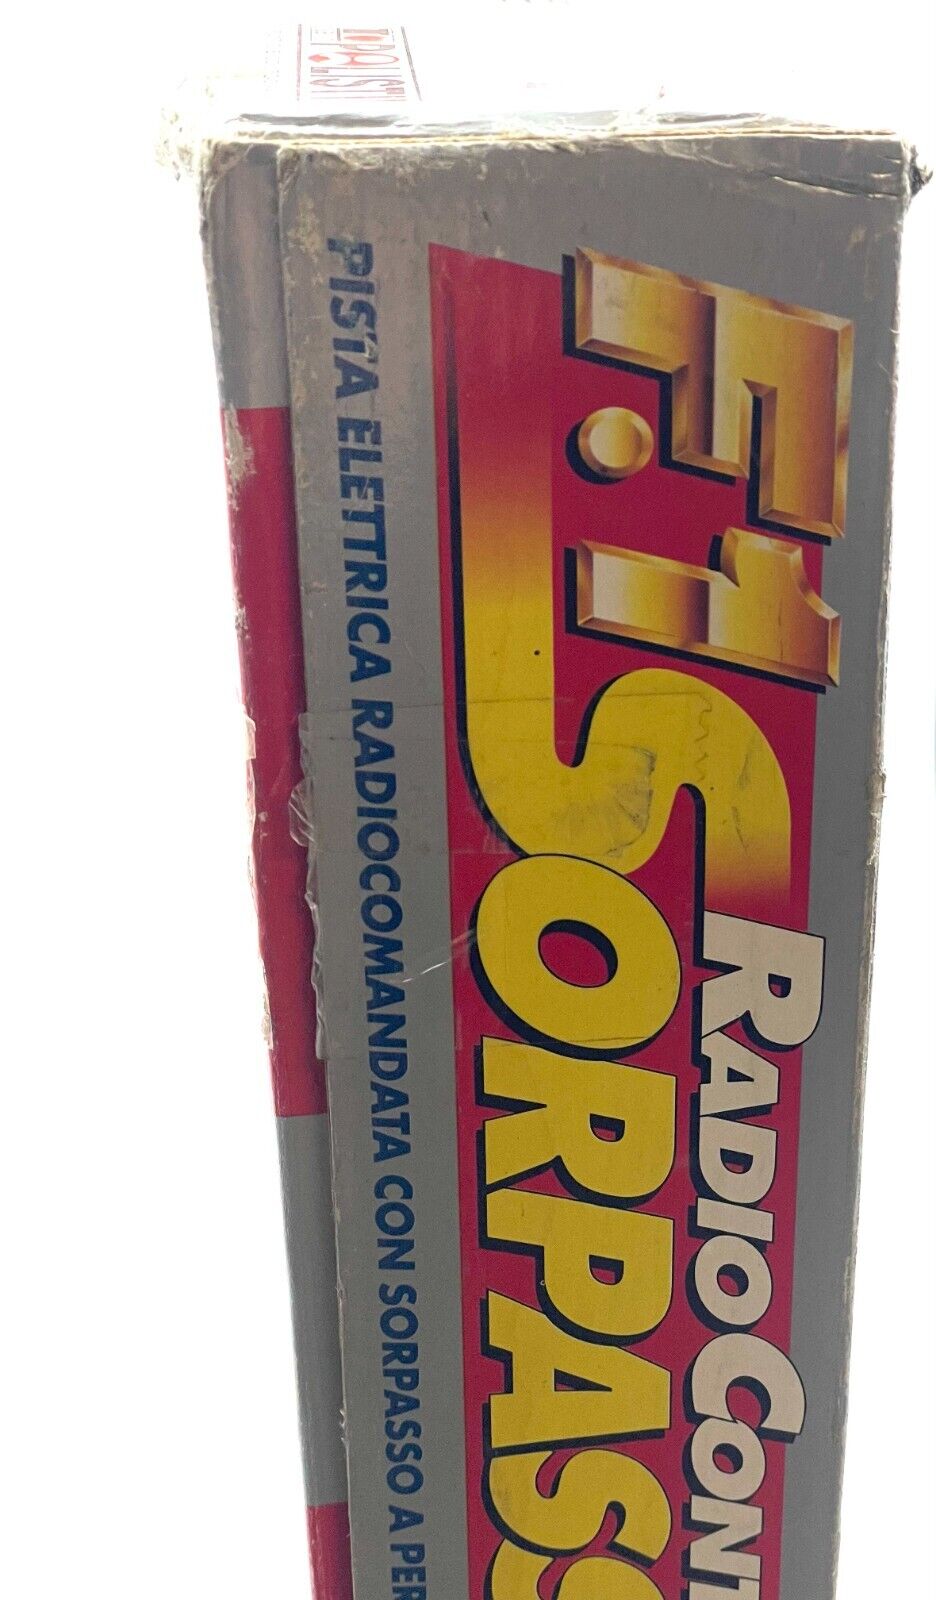 F.1 RADIO CONT
SORPASS
PISTA ELETTRICA RADIOCOMANDATA CON SORPASSO A PER